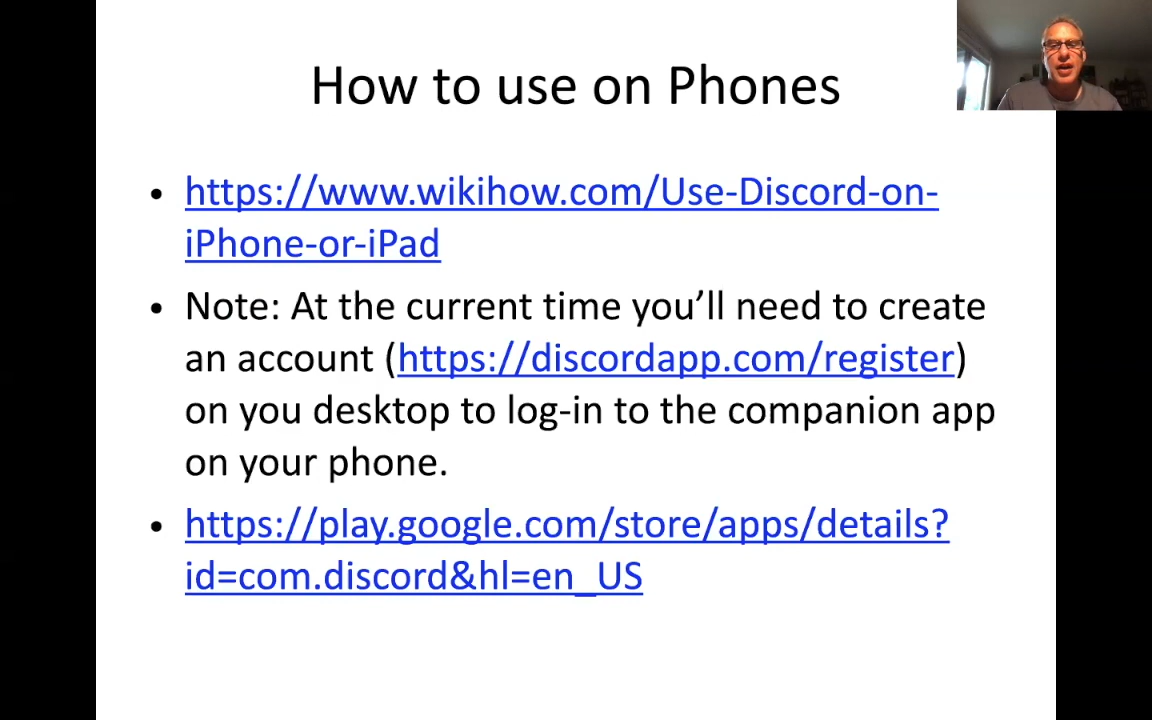 How to use on Phones
• https://www.wikihow.com/Use-Discord-on-
iPhone-or-iPad
• Note: At the current time you’ll need to create
an account (https://discordapp.com/register)
on you desktop to log-in to the companion app
on your phone.
• https://play.google.com/store/apps/details?
id=com.discord&hl=en_US